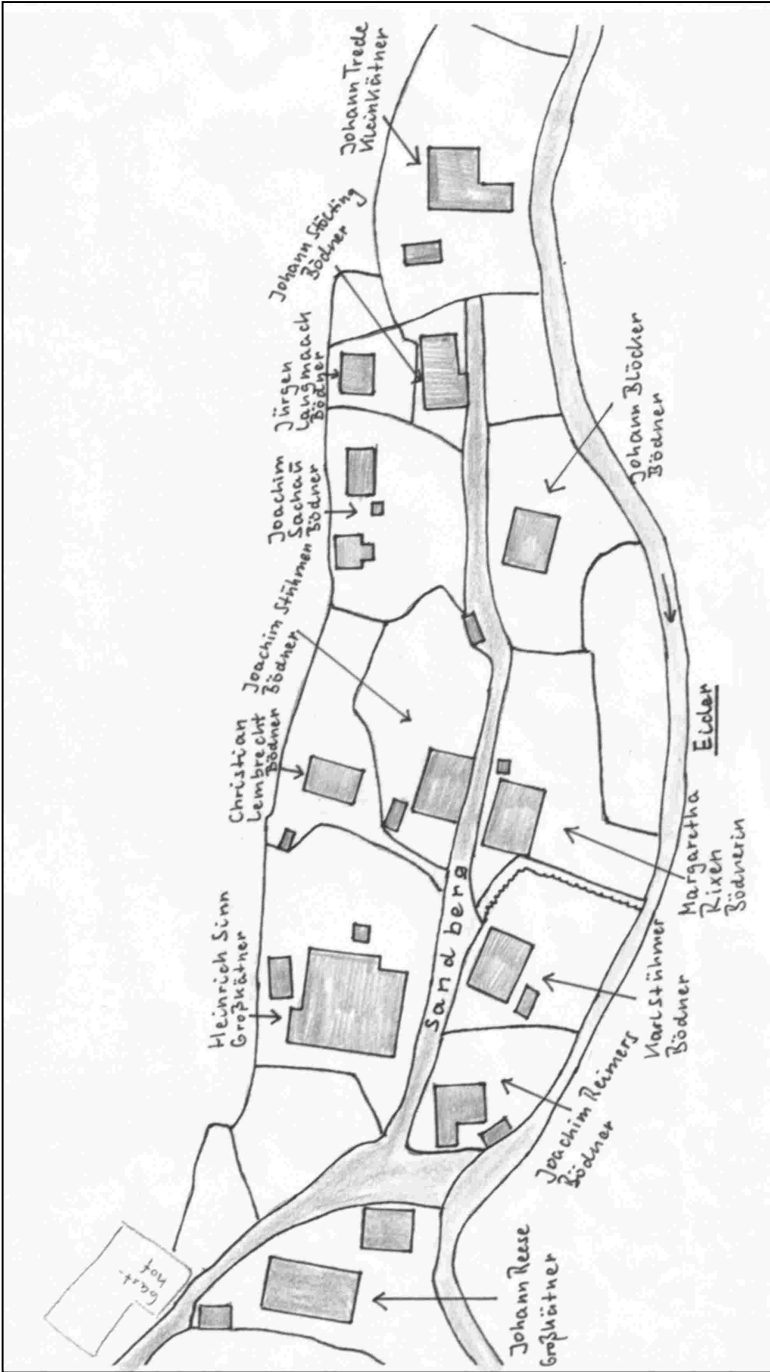 Johann Trede
Kleinkätner
Johann Stölting
Bödner
Jürgen
Langmaack
Bödner
Joachim
Sachau
Bödner
Joachim Stühmer
Bödner
Christian
Lembrecht
Bödner
Heinrich Sinn
Großkätner
Gast-
hof
Sandberg
Johann Blöcker
Bödner
Eider
Margaretha
Rixen
Bödnerin
Karl Stühmer
Bödner
Joachim Reimers
Bödner
Johann Reese
Großkätner